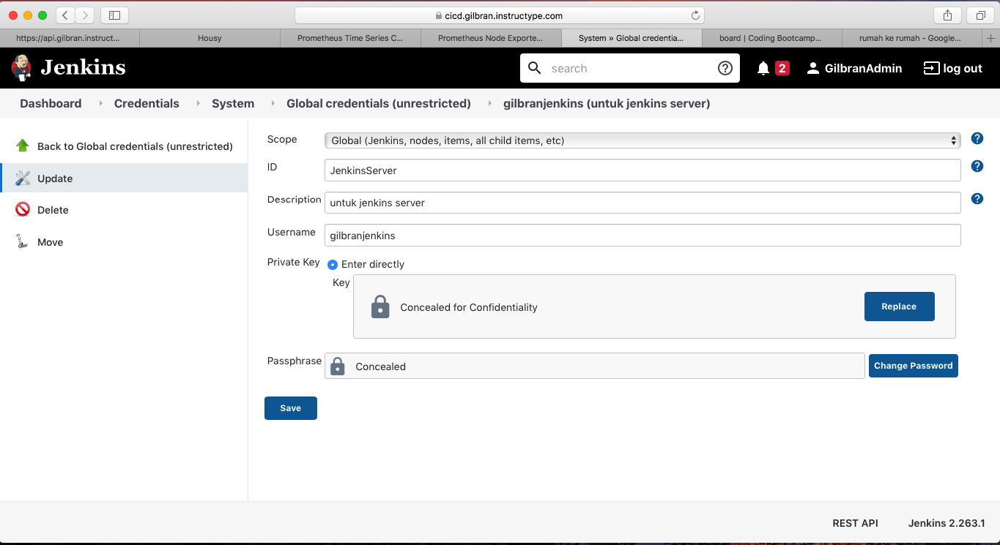 cicd.gilbran.instructype.com
https://api.gilbran.instruct... Housy Prometheus Time Series C... Prometheus Node Exporte... System » Global credentia... board | Coding Bootcamp... rumah ke rumah - Google...
Jenkins search 2 GilbranAdmin log out
Dashboard Credentials System Global credentials (unrestricted) gilbranjenkins (untuk jenkins server)
Back to Global credentials (unrestricted)
Update
Delete
Move
Scope Global (Jenkins, nodes, items, all child items, etc) ?
ID JenkinsServer ?
Description untuk jenkins server ?
Username gilbranjenkins
Private Key Enter directly
Key Concealed for Confidentiality Replace
Passphrase Concealed Change Password
Save
REST API Jenkins 2.263.1